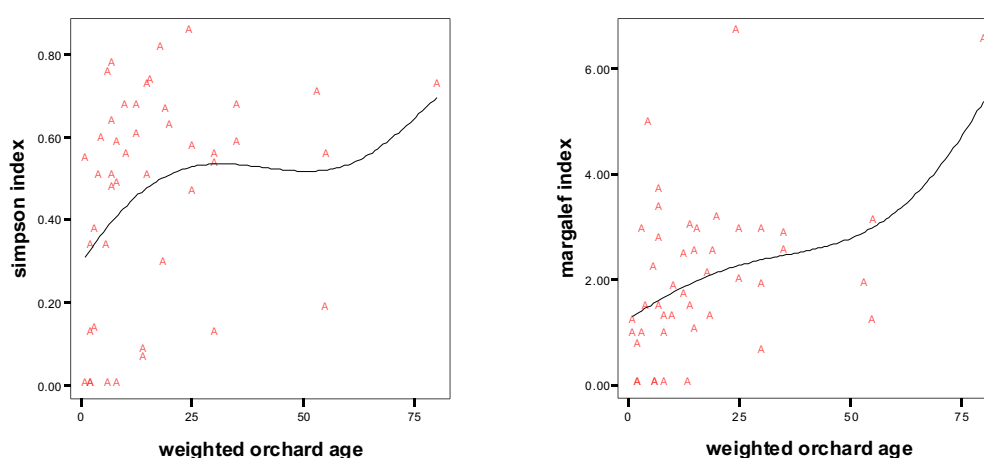 simpson index
0.80
0.60
0.40
0.20
0.00
0 25 50 75
weighted orchard age
margalef index
6.00
4.00
2.00
0.00
0 25 50 75
weighted orchard age
A